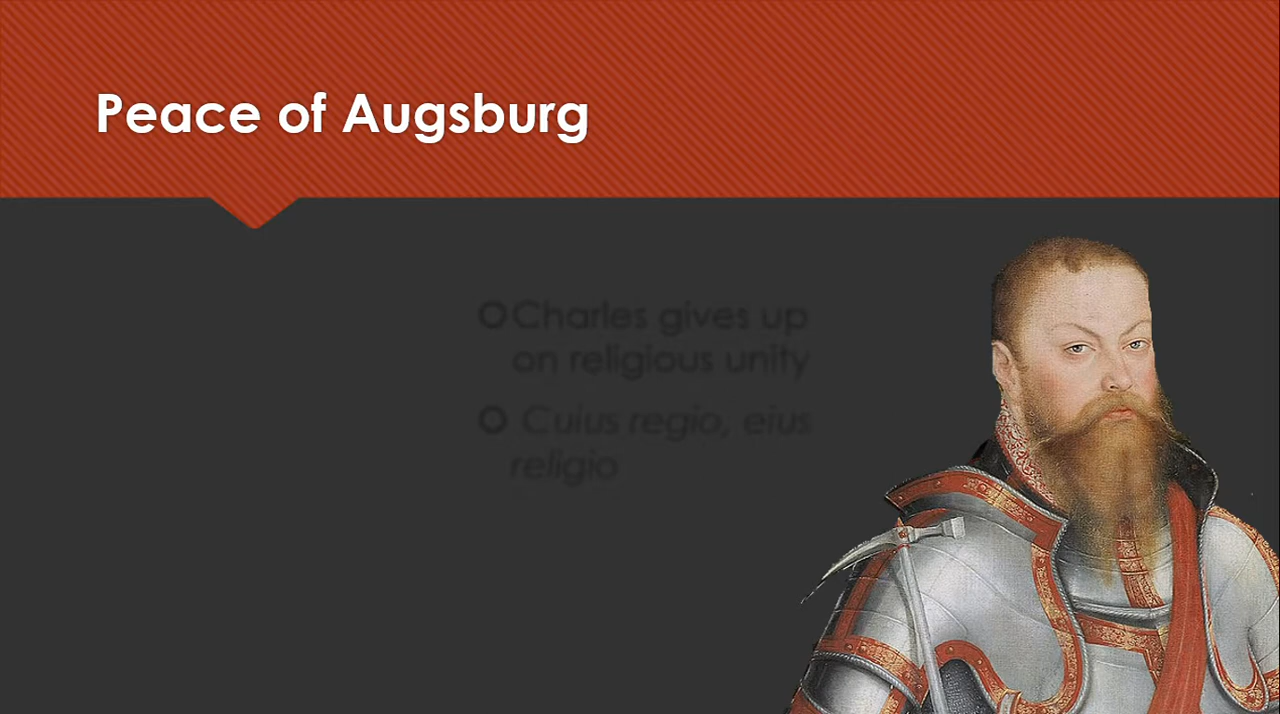 Peace of Augsburg
Charles gives up
on religious unity
Cuius regio, eius
religio